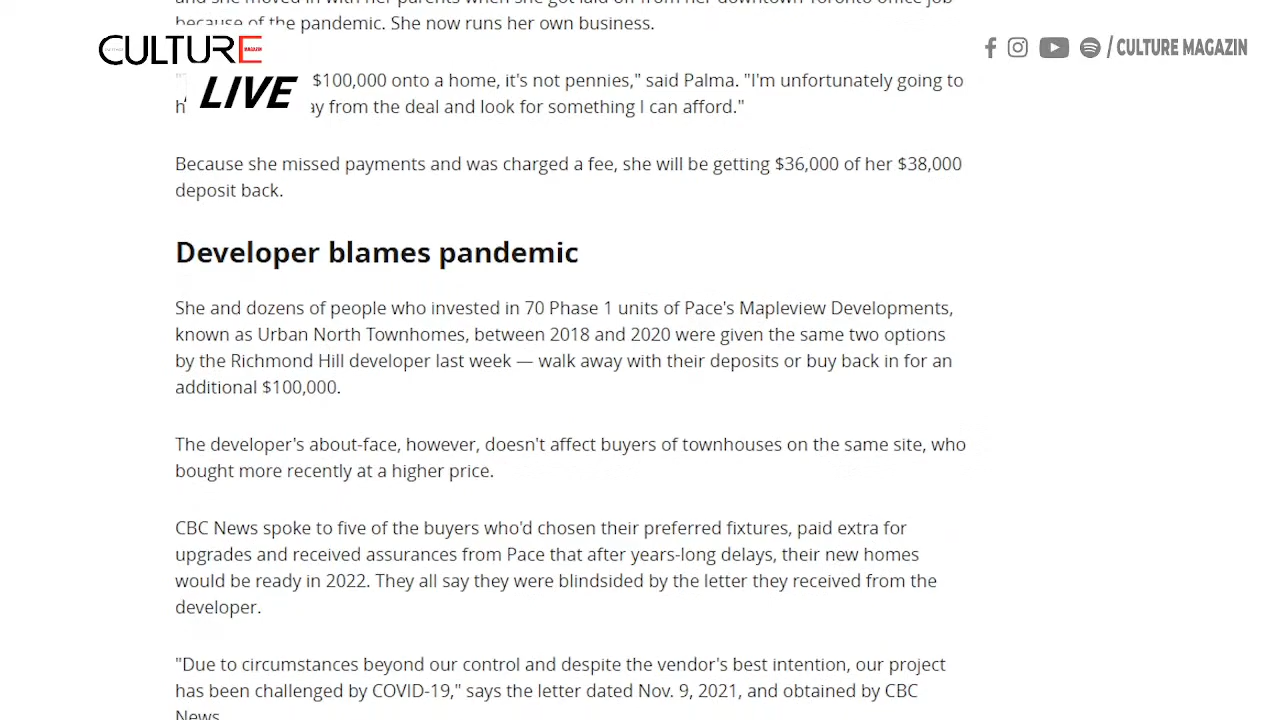 because of the pandemic. She now runs her own business.
CULTURE
MAGAZIN
/ CULTURE MAGAZIN
LIVE
$100,000 onto a home, it's not pennies," said Palma. "I'm unfortunately going to
from the deal and look for something I can afford."
Because she missed payments and was charged a fee, she will be getting $36,000 of her $38,000
deposit back.
Developer blames pandemic
She and dozens of people who invested in 70 Phase 1 units of Pace's Mapleview Developments,
known as Urban North Townhomes, between 2018 and 2020 were given the same two options
by the Richmond Hill developer last week — walk away with their deposits or buy back in for an
additional $100,000.
The developer's about-face, however, doesn't affect buyers of townhouses on the same site, who
bought more recently at a higher price.
CBC News spoke to five of the buyers who'd chosen their preferred fixtures, paid extra for
upgrades and received assurances from Pace that after years-long delays, their new homes
would be ready in 2022. They all say they were blindsided by the letter they received from the
developer.
"Due to circumstances beyond our control and despite the vendor's best intention, our project
has been challenged by COVID-19," says the letter dated Nov. 9, 2021, and obtained by CBC
News